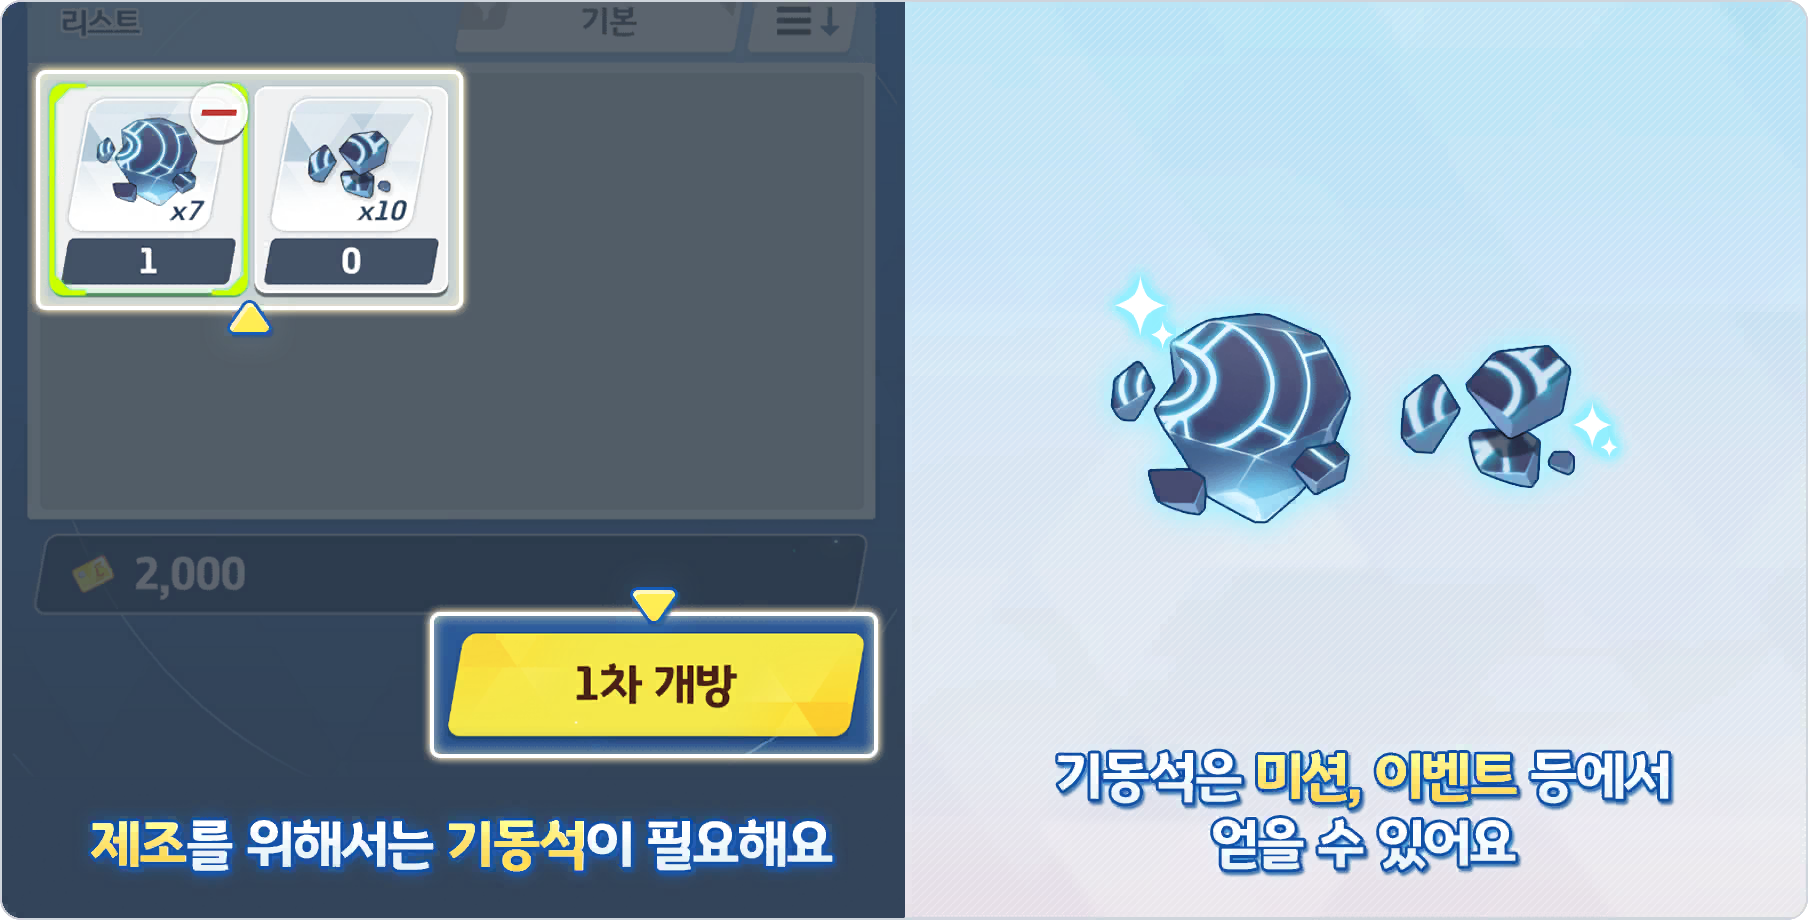 리스트
기본
x7
x10
1
0
2,000
1차 개방
제조를 위해서는 기동석이 필요해요
기동석은 미션, 이벤트 등에서
얻을 수 있어요